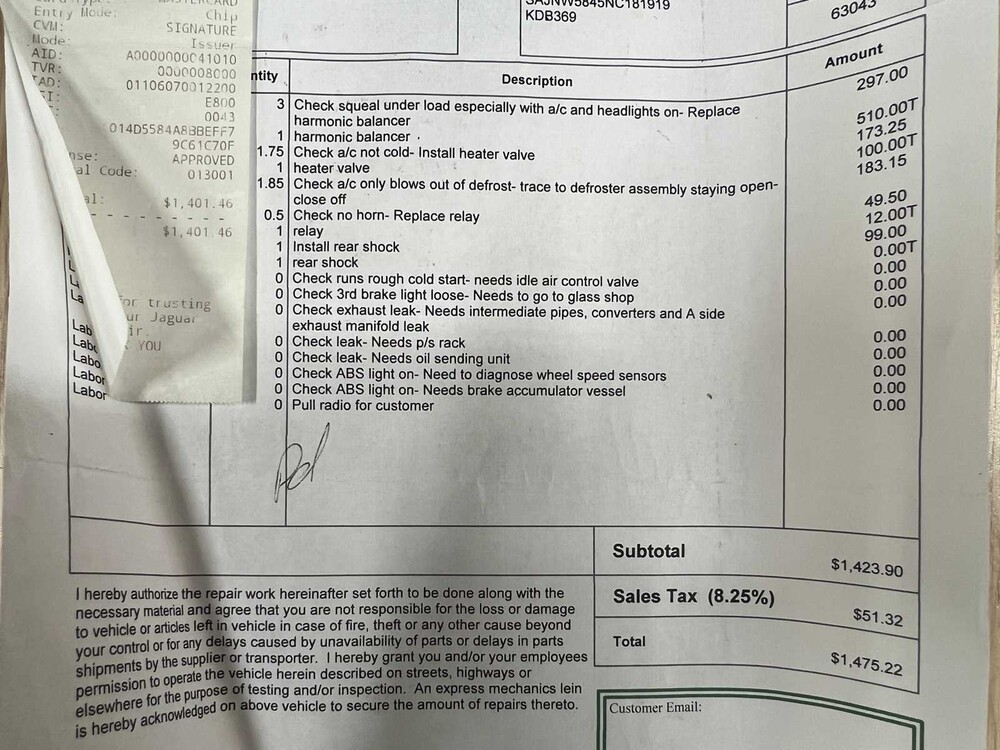 MASTERCARD
Entry Mode: Chip
CVM: SIGNATURE
Mode: Issuer
AID: A0000000041010
TVR: 0000008000
IAD: 01106070012200
E800
0043
014D5584A8BBEFF7
9C61C70F
APPROVED
al Code: 013001
$1,401.46
- - - - - - - - -
$1,401.46
for trusting
ur Jaguar
ir.
YOU
SAJNW5845NC181919
KDB369
63043
ntity Description Amount
3 Check squeal under load especially with a/c and headlights on- Replace 297.00
harmonic balancer
1 harmonic balancer . 510.00T
1.75 Check a/c not cold- Install heater valve 173.25
1 heater valve 100.00T
1.85 Check a/c only blows out of defrost- trace to defroster assembly staying open- 183.15
close off
0.5 Check no horn- Replace relay 49.50
1 relay 12.00T
1 Install rear shock 99.00
1 rear shock 0.00T
0 Check runs rough cold start- needs idle air control valve 0.00
0 Check 3rd brake light loose- Needs to go to glass shop 0.00
0 Check exhaust leak- Needs intermediate pipes, converters and A side 0.00
exhaust manifold leak
Lab 0 Check leak- Needs p/s rack 0.00
Labo 0 Check leak- Needs oil sending unit 0.00
Labo 0 Check ABS light on- Need to diagnose wheel speed sensors 0.00
Labor 0 Check ABS light on- Needs brake accumulator vessel 0.00
Labor 0 Pull radio for customer 0.00
Pd
Subtotal $1,423.90
Sales Tax (8.25%) $51.32
Total $1,475.22
I hereby authorize the repair work hereinafter set forth to be done along with the
necessary material and agree that you are not responsible for the loss or damage
to vehicle or articles left in vehicle in case of fire, theft or any other cause beyond
your control or for any delays caused by unavailability of parts or delays in parts
shipments by the supplier or transporter. I hereby grant you and/or your employees
permission to operate the vehicle herein described on streets, highways or
elsewhere for the purpose of testing and/or inspection. An express mechanics lein
is hereby acknowledged on above vehicle to secure the amount of repairs thereto.
Customer Email: